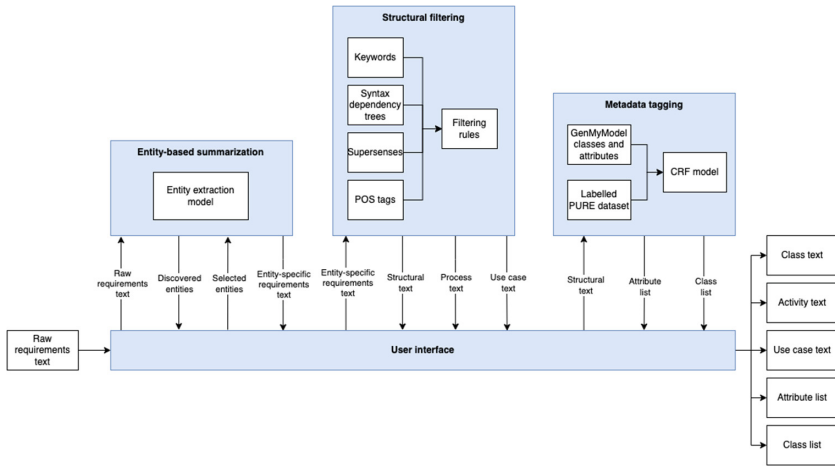 Structural filtering
Keywords
Syntax
dependency
trees
Supersenses
POS tags
Filtering
rules
Metadata tagging
GenMyModel
classes and
attributes
Labelled
PURE dataset
CRF model
Entity-based summarization
Entity extraction
model
Raw
requirements
text
Discovered
entities
Selected
entities
Entity-specific
requirements
text
Entity-specific
requirements
text
Structural
text
Process
text
Use case
text
Structural
text
Attribute
list
Class
list
Raw
requirements
text
User interface
Class text
Activity text
Use case text
Attribute list
Class list